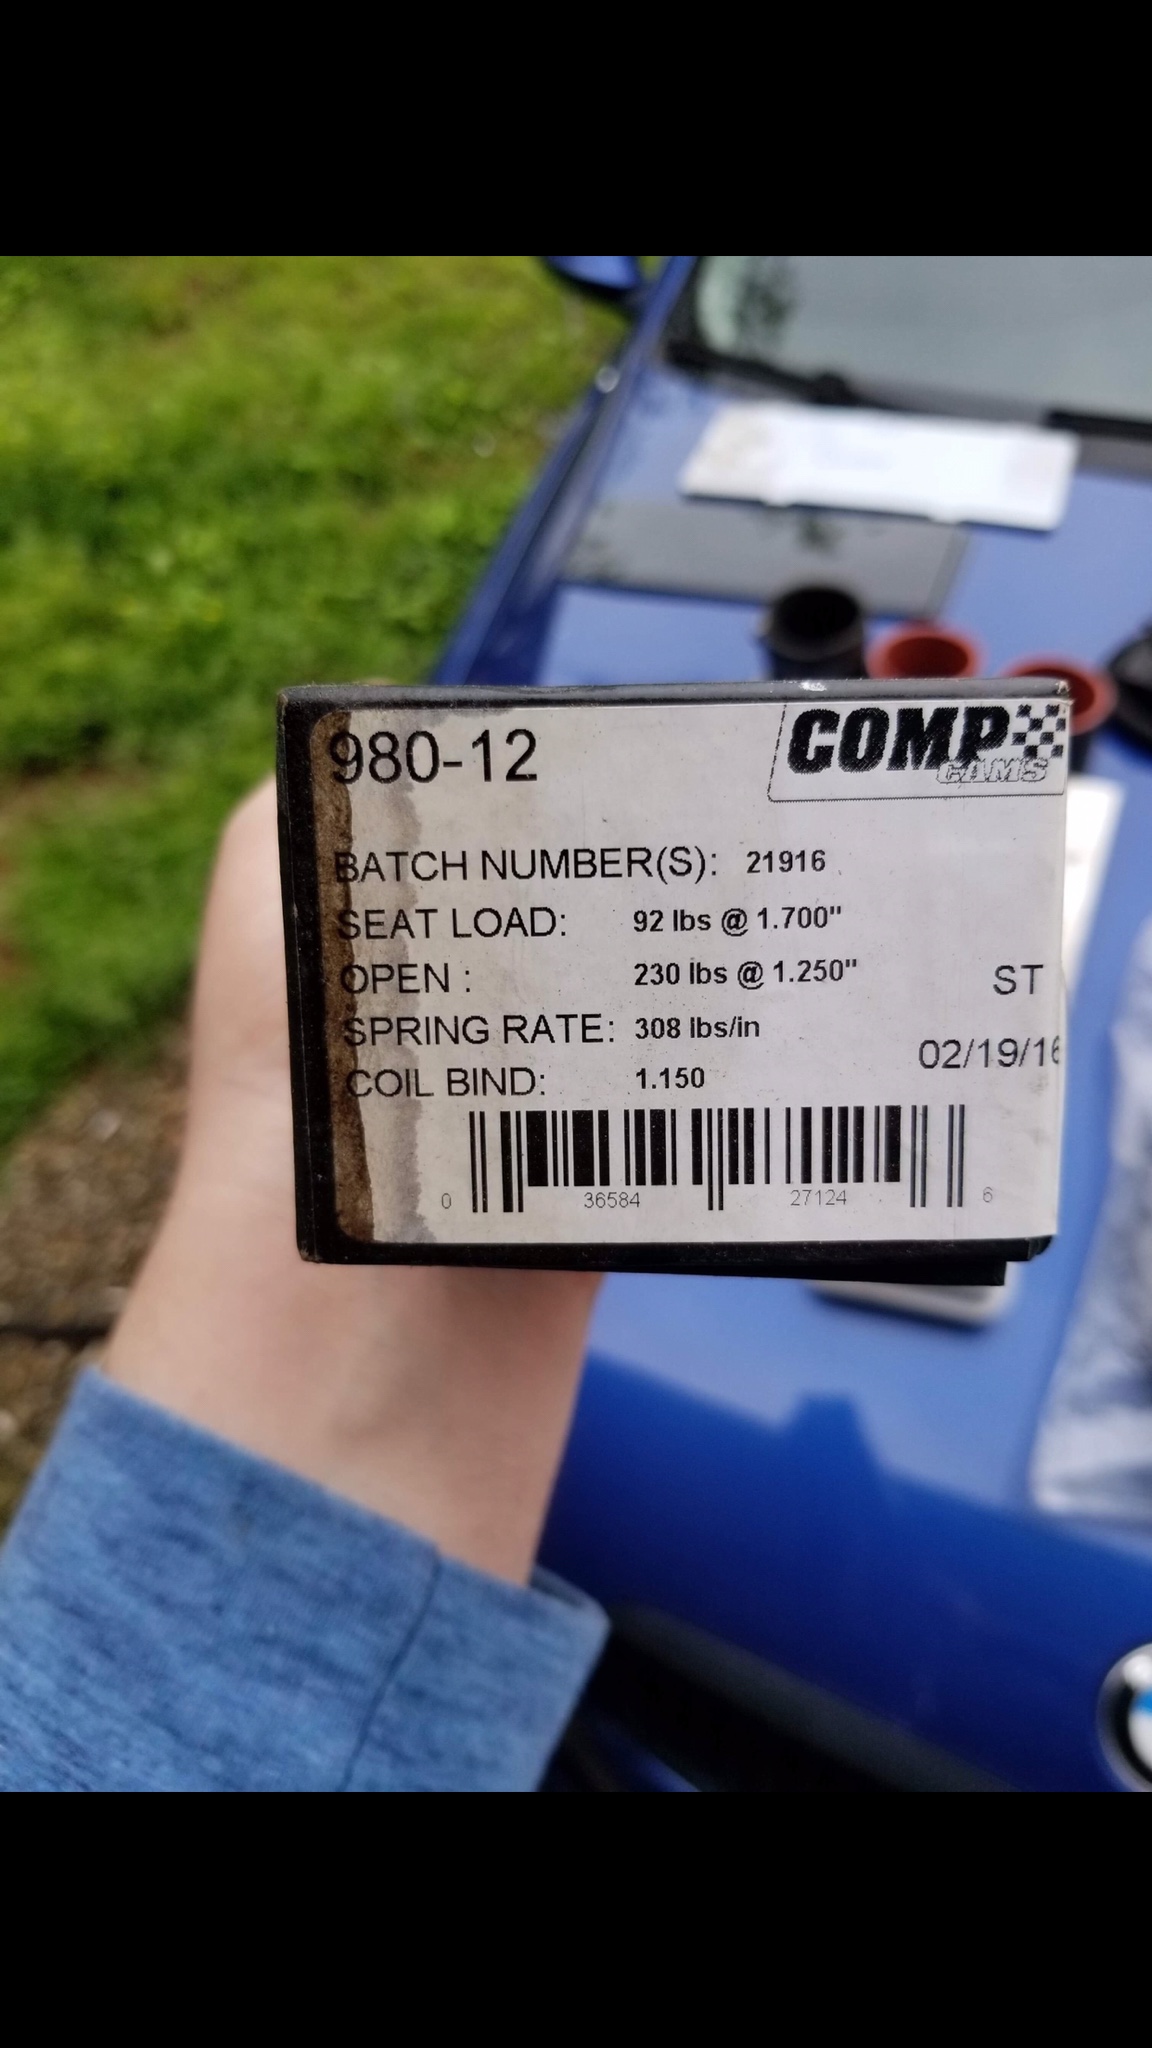 980-12
COMP
CAMS
BATCH NUMBER(S): 21916
SEAT LOAD: 92 lbs @ 1.700"
OPEN : 230 lbs @ 1.250"
ST
SPRING RATE: 308 lbs/in
02/19/16
COIL BIND: 1.150
0 36584 27124 6